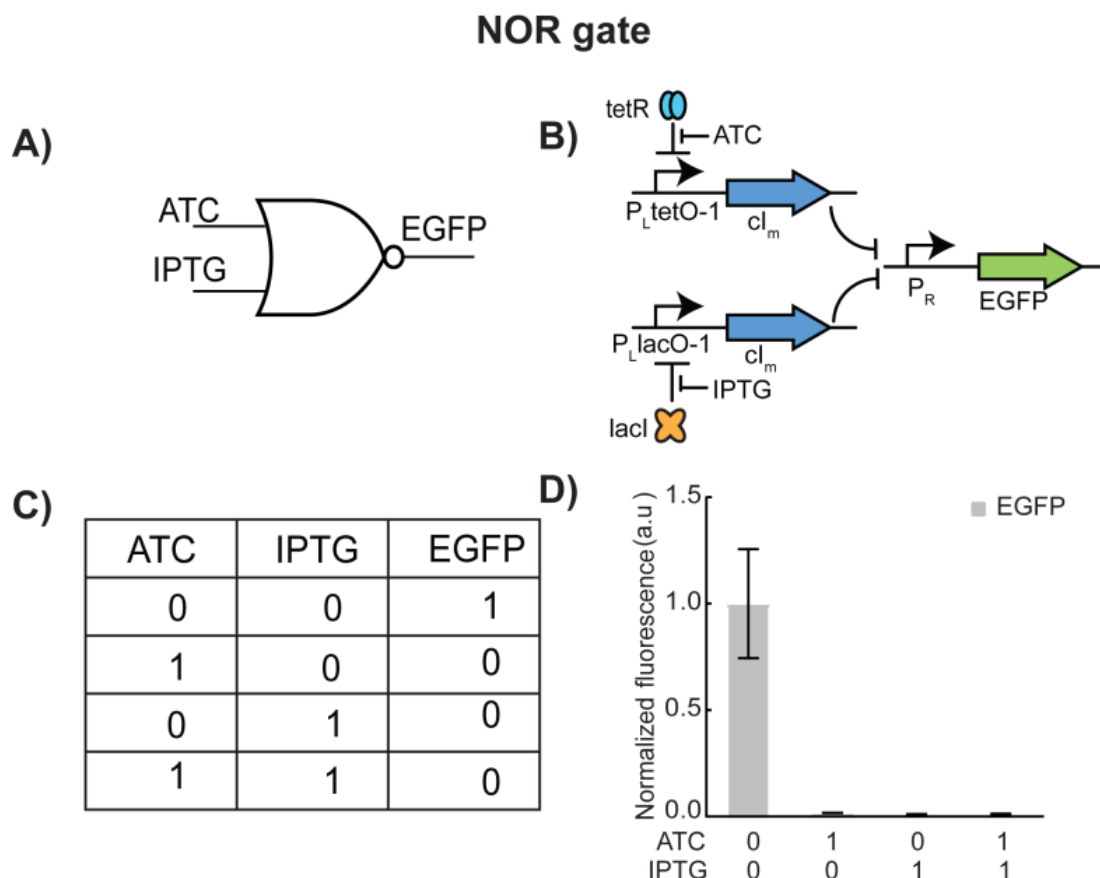 NOR gate
A)
ATC
IPTG
EGFP
B)
tetR
ATC
PLtetO-1
cIm
PR
EGFP
PLlacO-1
cIm
IPTG
lacI
C)
ATC IPTG EGFP
0 0 1
1 0 0
0 1 0
1 1 0
D)
Normalized fluorescence(a.u)
1.5
1.0
0.5
0.0
EGFP
ATC 0 1 0 1
IPTG 0 0 1 1